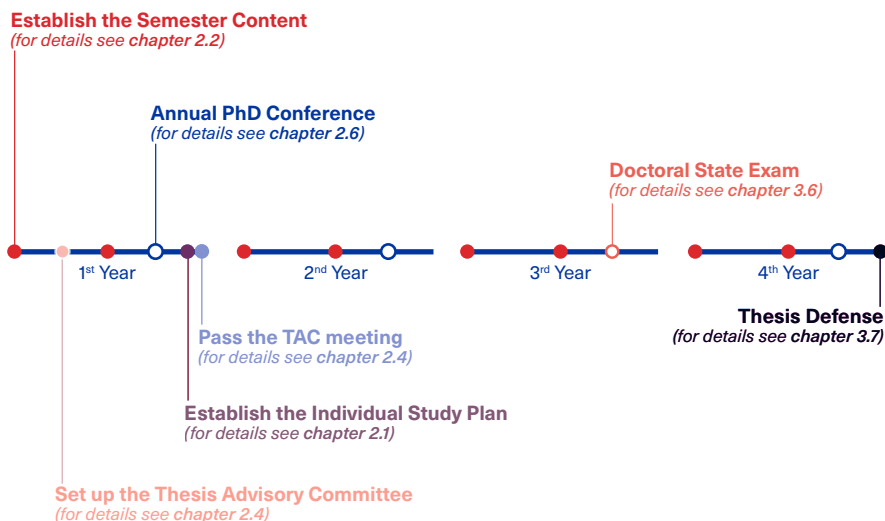 Establish the Semester Content
(for details see chapter 2.2)
Annual PhD Conference
(for details see chapter 2.6)
Doctoral State Exam
(for details see chapter 3.6)
1st Year
2nd Year
3rd Year
4th Year
Thesis Defense
(for details see chapter 3.7)
Pass the TAC meeting
(for details see chapter 2.4)
Establish the Individual Study Plan
(for details see chapter 2.1)
Set up the Thesis Advisory Committee
(for details see chapter 2.4)